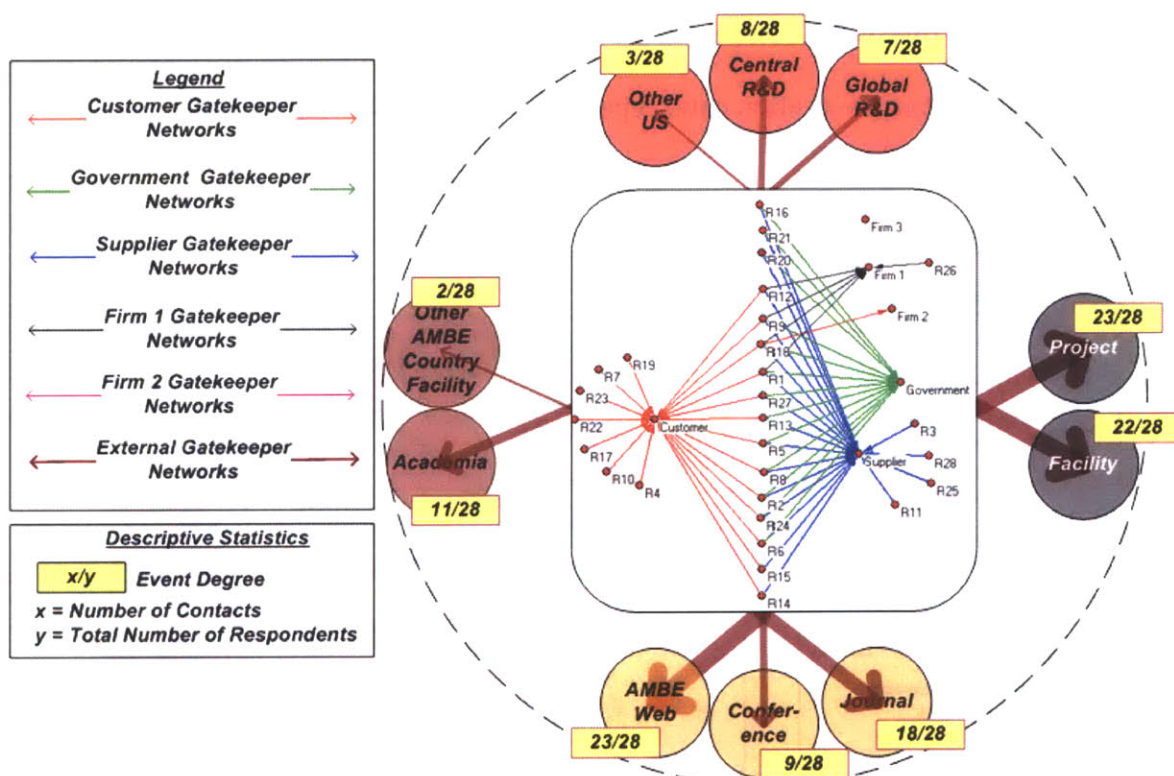 Legend
Customer Gatekeeper
Networks
Government Gatekeeper
Networks
Supplier Gatekeeper
Networks
Firm 1 Gatekeeper
Networks
Firm 2 Gatekeeper
Networks
External Gatekeeper
Networks
Descriptive Statistics
x/y
Event Degree
x = Number of Contacts
y = Total Number of Respondents
3/28
Other
US
8/28
Central
R&D
7/28
Global
R&D
2/28
Other
AMBE
Country
Facility
Academia
11/28
23/28
Project
22/28
Facility
AMBE
Web
23/28
Confer-
ence
9/28
Journal
18/28
R16
R21
R20
R12
R9
R18
R1
R27
R13
R5
R8
R2
R24
R6
R15
R14
Firm 3
Firm 1
R26
Firm 2
Government
Supplier
R3
R28
R25
R11
R19
R7
R23
R22
Customer
R17
R10
R4